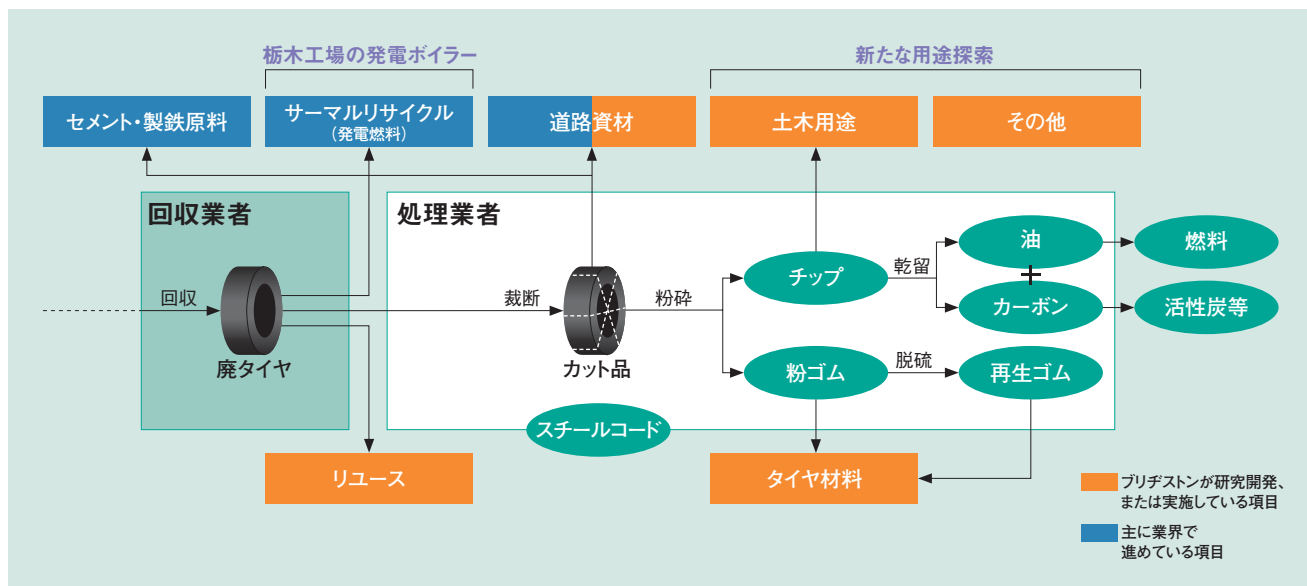 栃木工場の発電ボイラー
新たな用途探索
セメント・製鉄原料
サーマルリサイクル
（発電燃料）
道路資材
土木用途
その他
回収業者
処理業者
回収
廃タイヤ
裁断
カット品
粉砕
チップ
乾留
油
+
カーボン
燃料
活性炭等
粉ゴム
脱硫
再生ゴム
スチールコード
リユース
タイヤ材料
ブリヂストンが研究開発、
または実施している項目
主に業界で
進めている項目